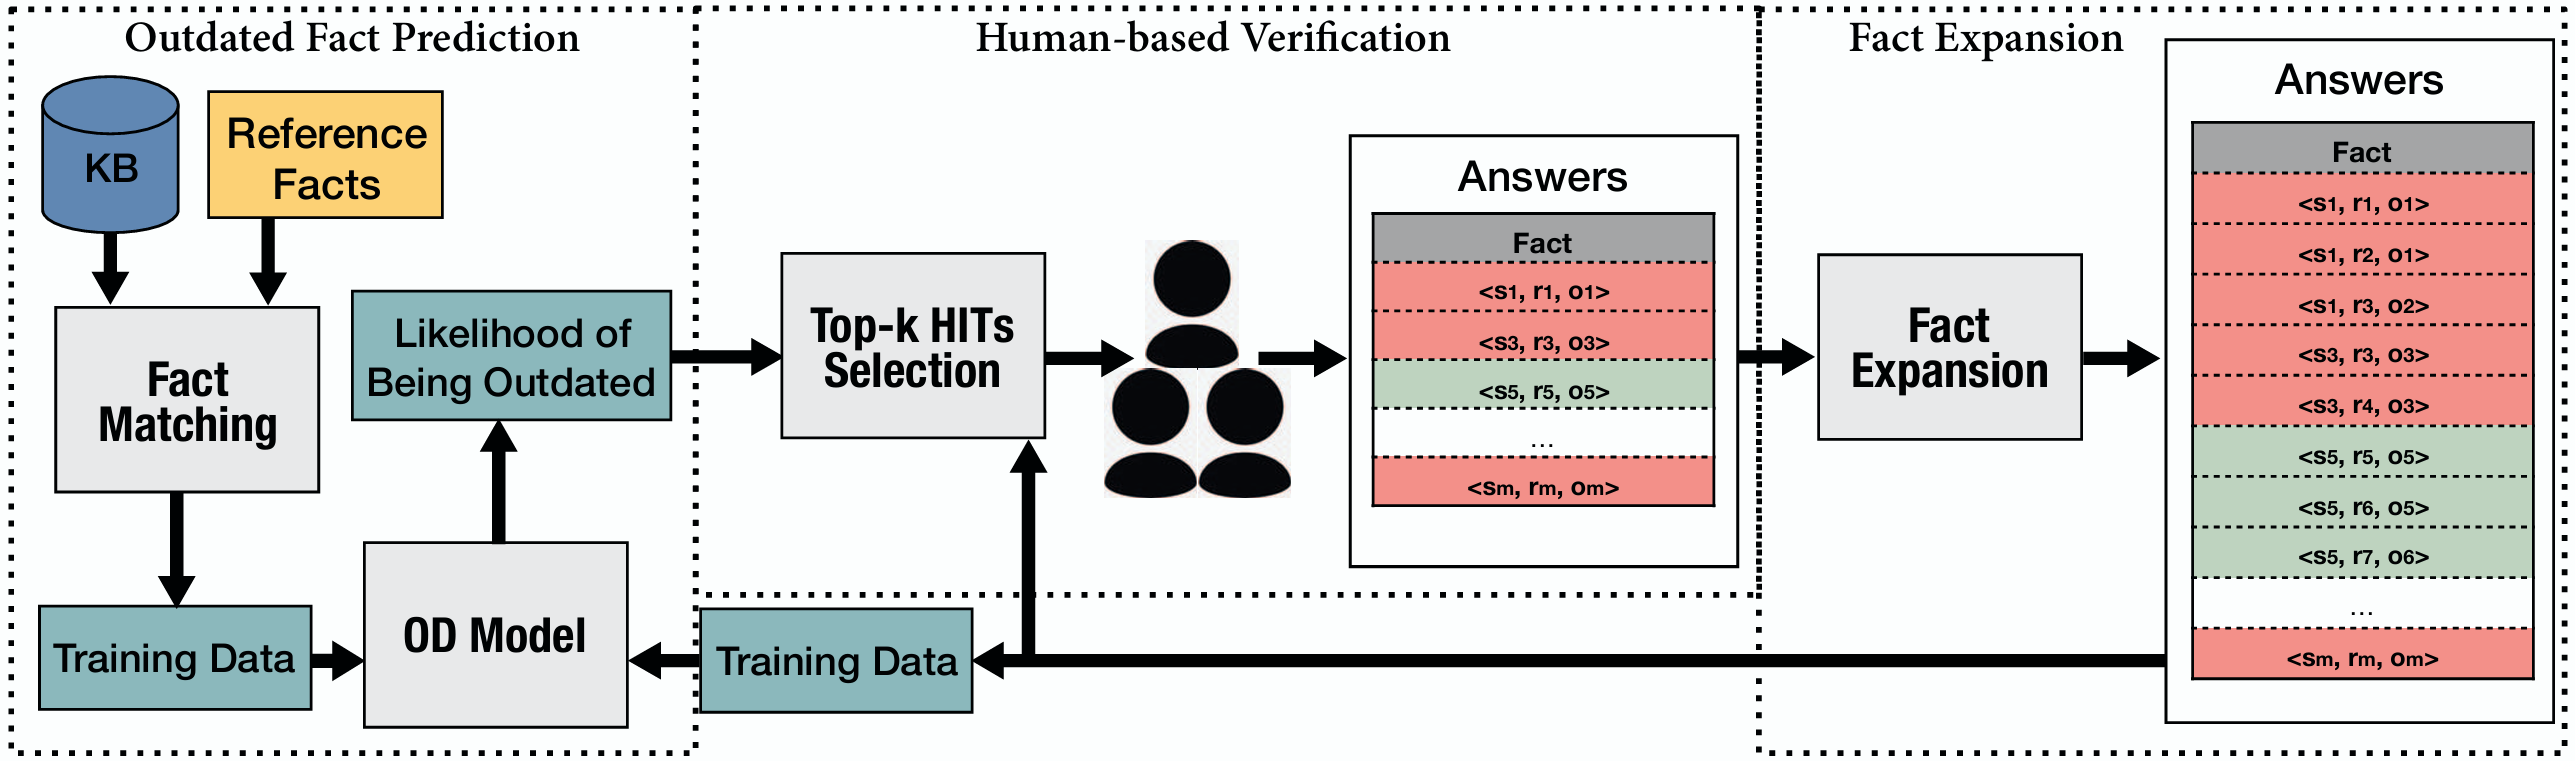 Outdated Fact Prediction
KB
Reference
Facts
Fact
Matching
Likelihood of
Being Outdated
Training Data
OD Model
Human-based Verification
Top-k HITs
Selection
Answers
Fact
<s1, r1, o1>
<s3, r3, o3>
<s5, r5, o5>
...
<sm, rm, om>
Training Data
Fact Expansion
Fact
Expansion
Answers
Fact
<s1, r1, o1>
<s1, r2, o1>
<s1, r3, o2>
<s3, r3, o3>
<s3, r4, o3>
<s5, r5, o5>
<s5, r6, o5>
<s5, r7, o6>
...
<sm, rm, om>